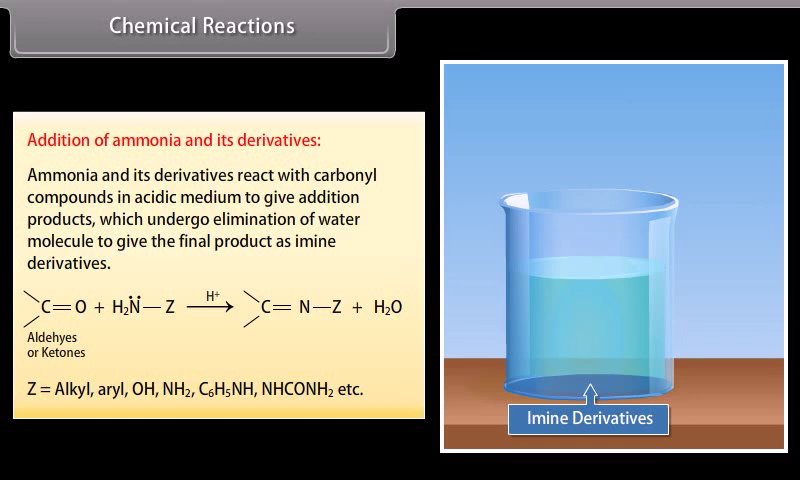 Chemical Reactions
Addition of ammonia and its derivatives:
Ammonia and its derivatives react with carbonyl
compounds in acidic medium to give addition
products, which undergo elimination of water
molecule to give the final product as imine
derivatives.
C=O + H₂N̈—Z H⁺→ C=N—Z + H₂O
Aldehyes
or Ketones
Z = Alkyl, aryl, OH, NH₂, C₆H₅NH, NHCONH₂ etc.
Imine Derivatives